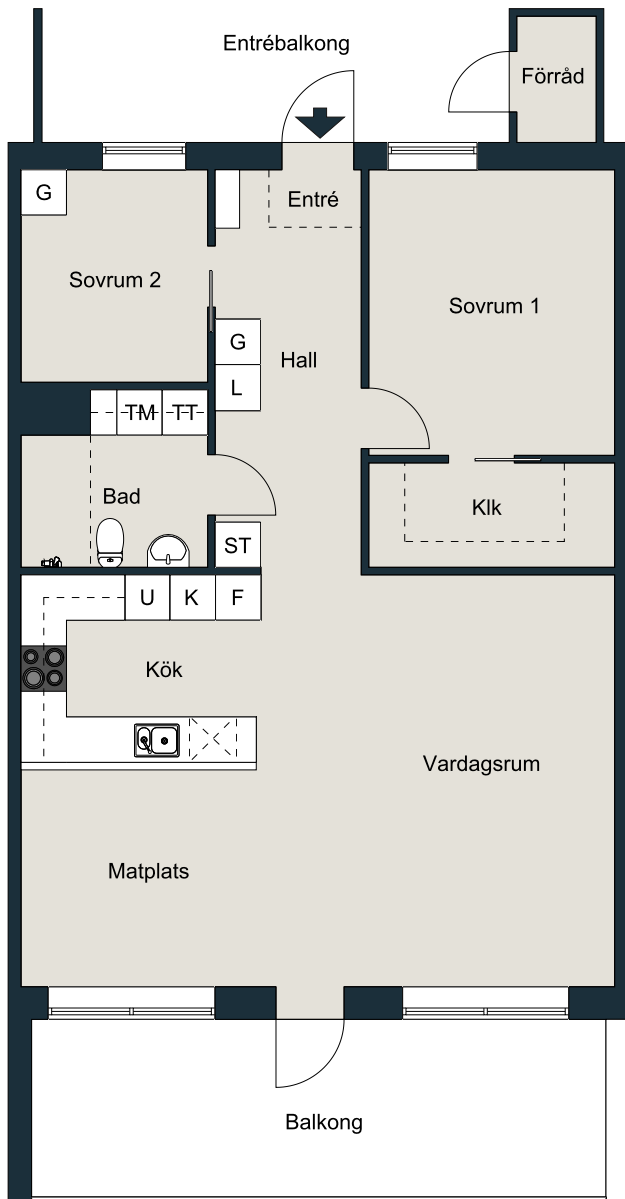 Entrébalkong
Förråd
G
Entré
Sovrum 2
Sovrum 1
G
Hall
L
TM TT
Bad
Klk
ST
U K F
Kök
Vardagsrum
Matplats
Balkong